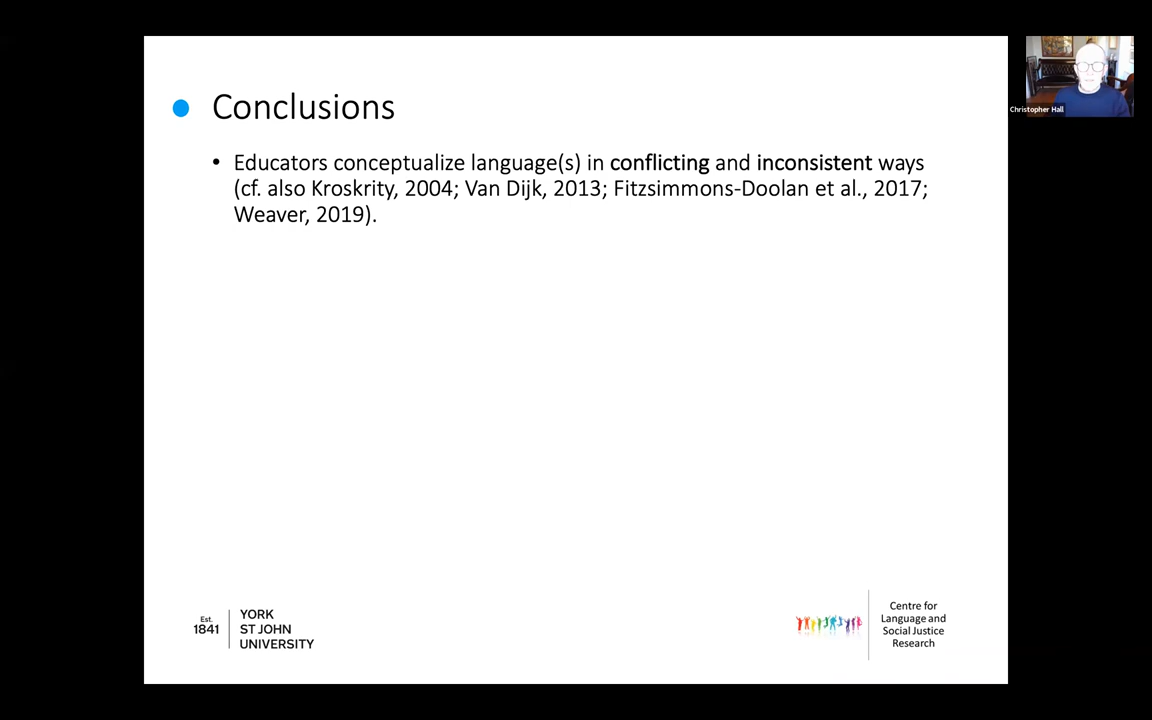 Conclusions
• Educators conceptualize language(s) in conflicting and inconsistent ways
(cf. also Kroskrity, 2004; Van Dijk, 2013; Fitzsimmons-Doolan et al., 2017;
Weaver, 2019).
Christopher Hall
Est.
1841
YORK
ST JOHN
UNIVERSITY
Centre for
Language and
Social Justice
Research